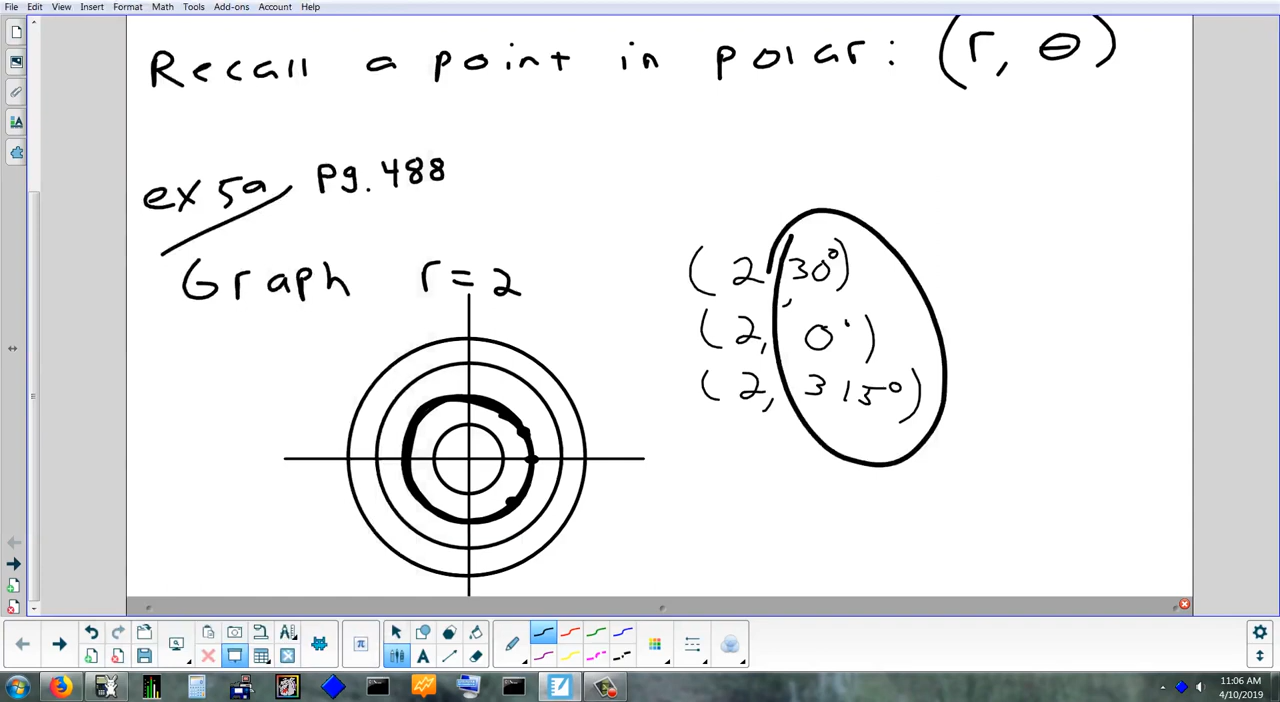 File Edit View Insert Format Math Tools Add-ons Account Help
Recall a point in polar: (r, θ)
ex 5a pg. 488
Graph r = 2
(2, 30°)
(2, 0°)
(2, 315°)
π
A
A
11:06 AM
4/10/2019